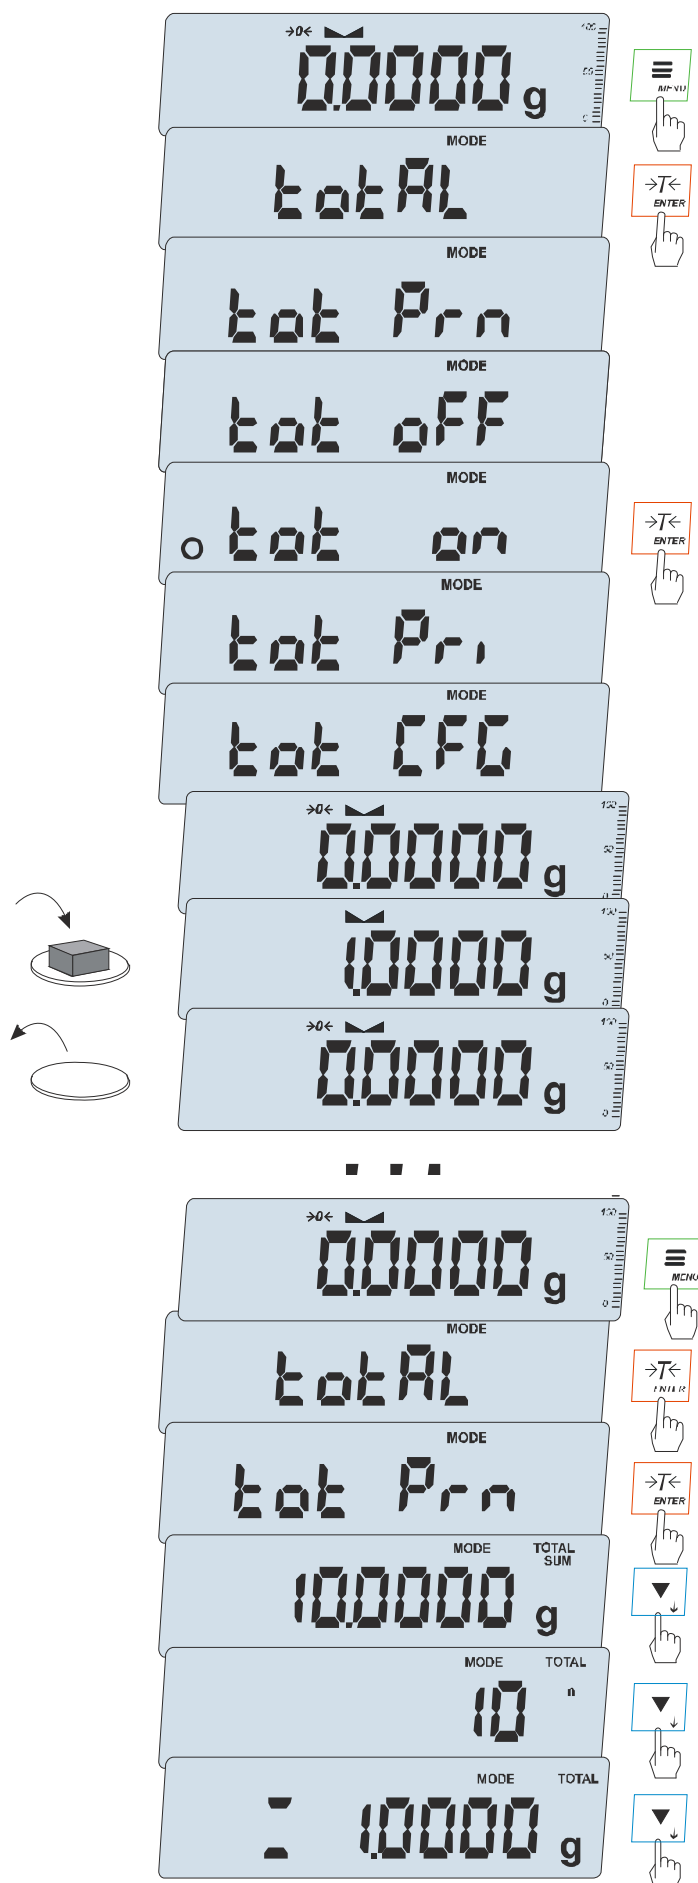 →0←
100
50
0
0.0000 g
MENU
MODE
totAL
→T←
ENTER
MODE
tot Prn
MODE
tot oFF
MODE
o tot on
→T←
ENTER
MODE
tot Pri
MODE
tot CFG
→0←
100
50
0
0.0000 g
100
50
0
1.0000 g
→0←
100
50
0
0.0000 g
...
→0←
100
50
0
0.0000 g
MENU
MODE
totAL
→T←
ENTER
MODE
tot Prn
→T←
ENTER
MODE TOTAL
SUM
10.0000 g
MODE TOTAL
n
10
MODE TOTAL
= 1.0000 g